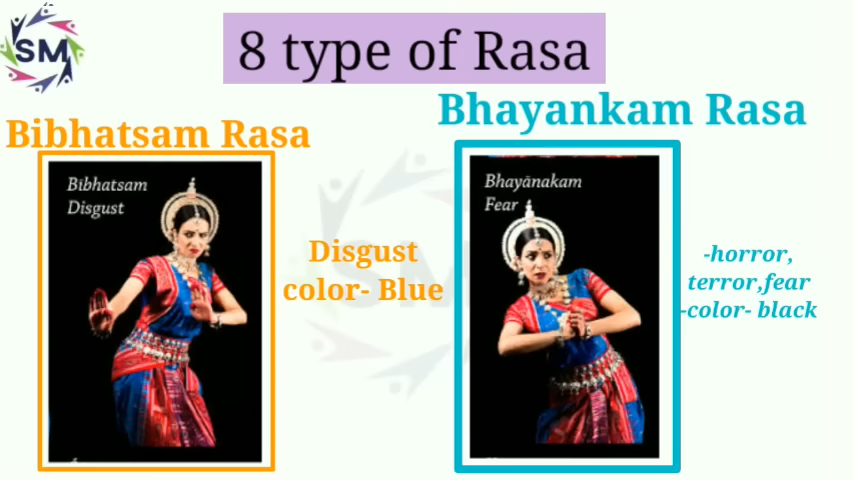 SM
8 type of Rasa
Bibhatsam Rasa
Bhayankam Rasa
Bibhatsam
Disgust
Disgust
color- Blue
Bhayānakam
Fear
-horror,
terror,fear
-color- black
SM